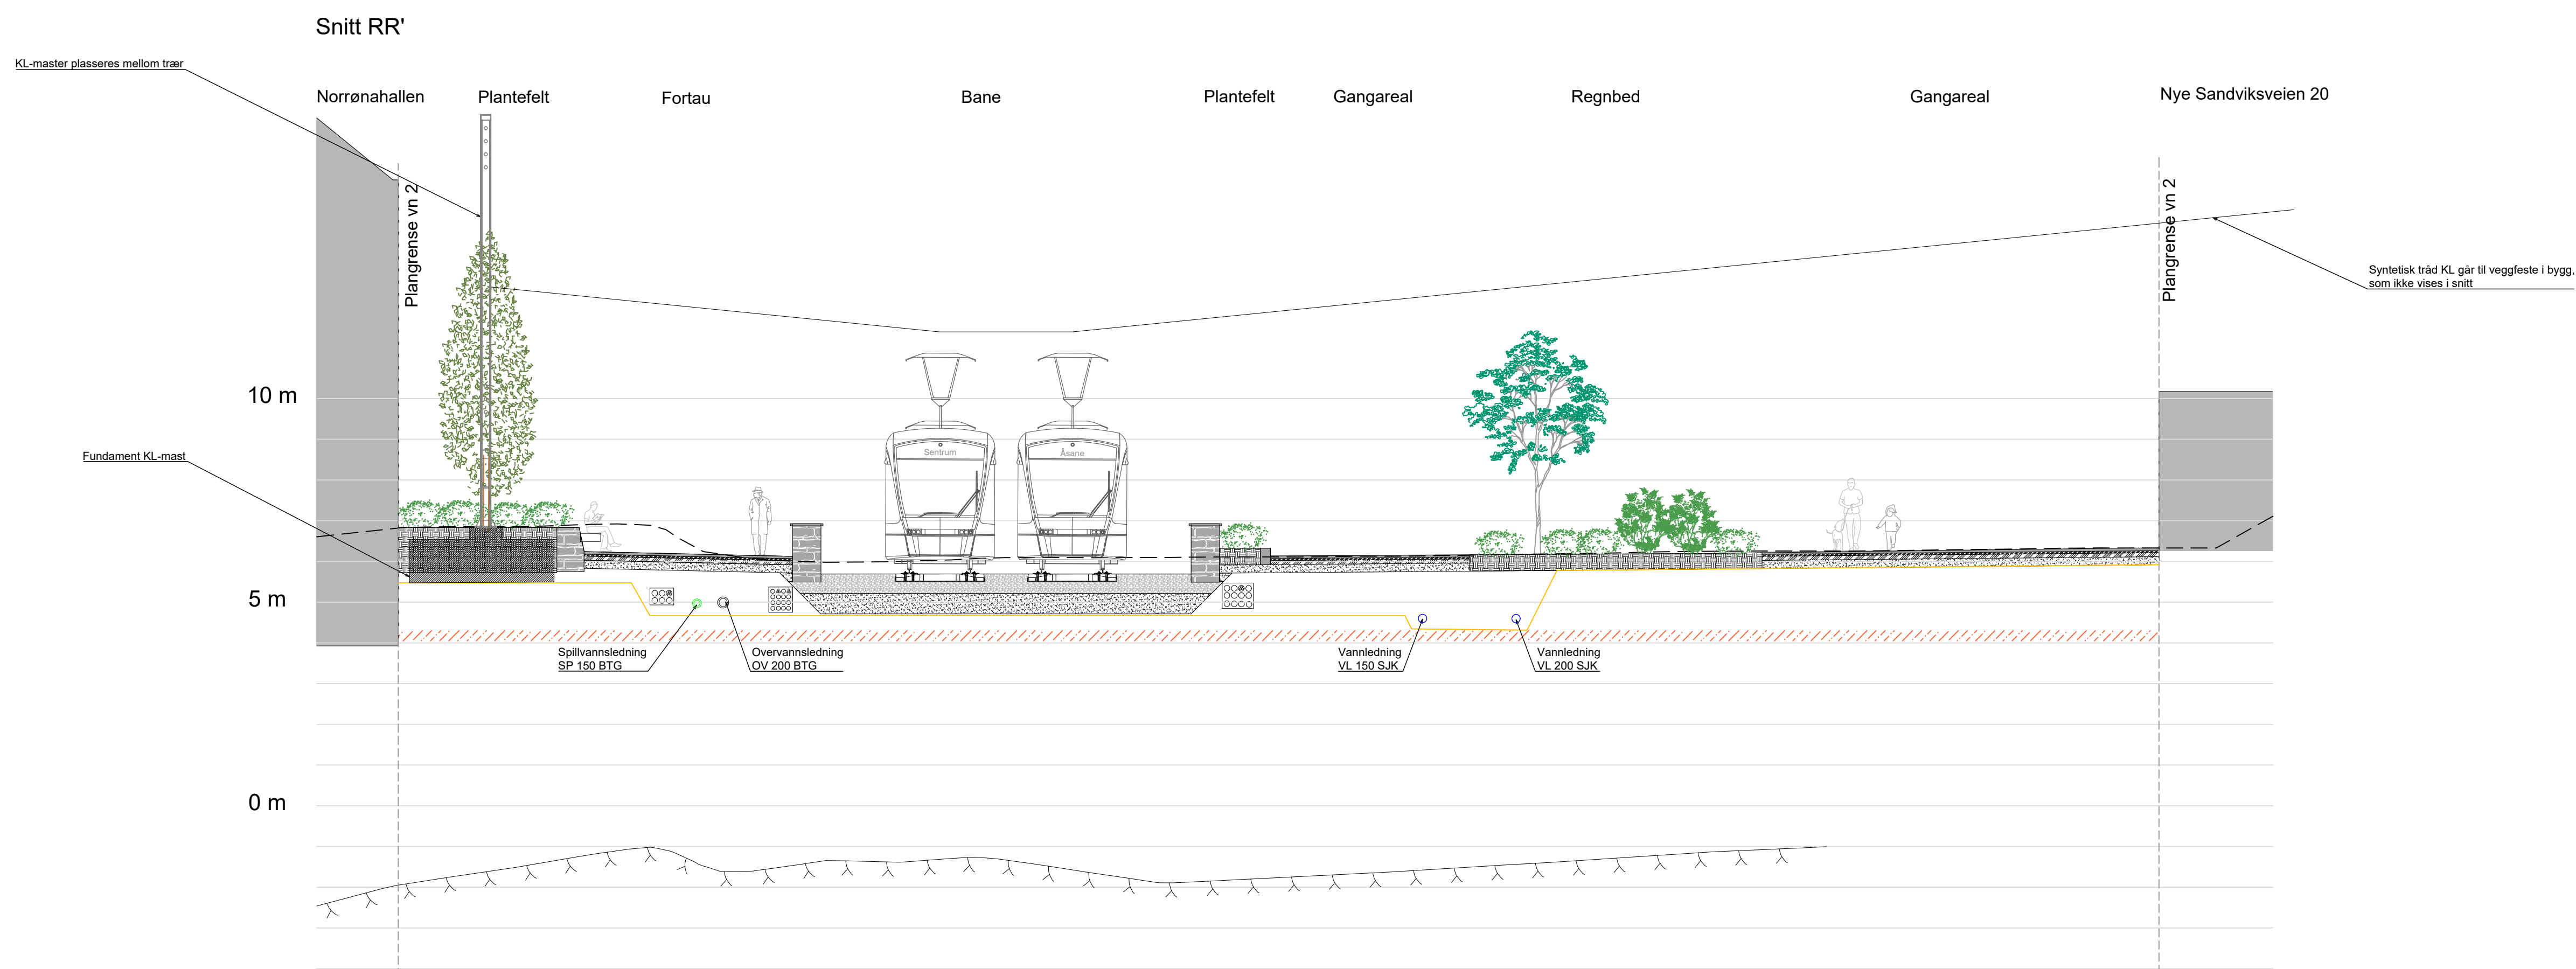 Snitt RR'
KL-master plasseres mellom trær
Norrønahallen
Plantefelt
Fortau
Bane
Plantefelt
Gangareal
Regnbed
Gangareal
Nye Sandviksveien 20
Plangrense vn 2
Plangrense vn 2
Syntetisk tråd KL går til veggfeste i bygg,
som ikke vises i snitt
10 m
Fundament KL-mast
Sentrum
Åsane
5 m
Spillvannsledning
SP 150 BTG
Overvannsledning
OV 200 BTG
Vannledning
VL 150 SJK
Vannledning
VL 200 SJK
0 m